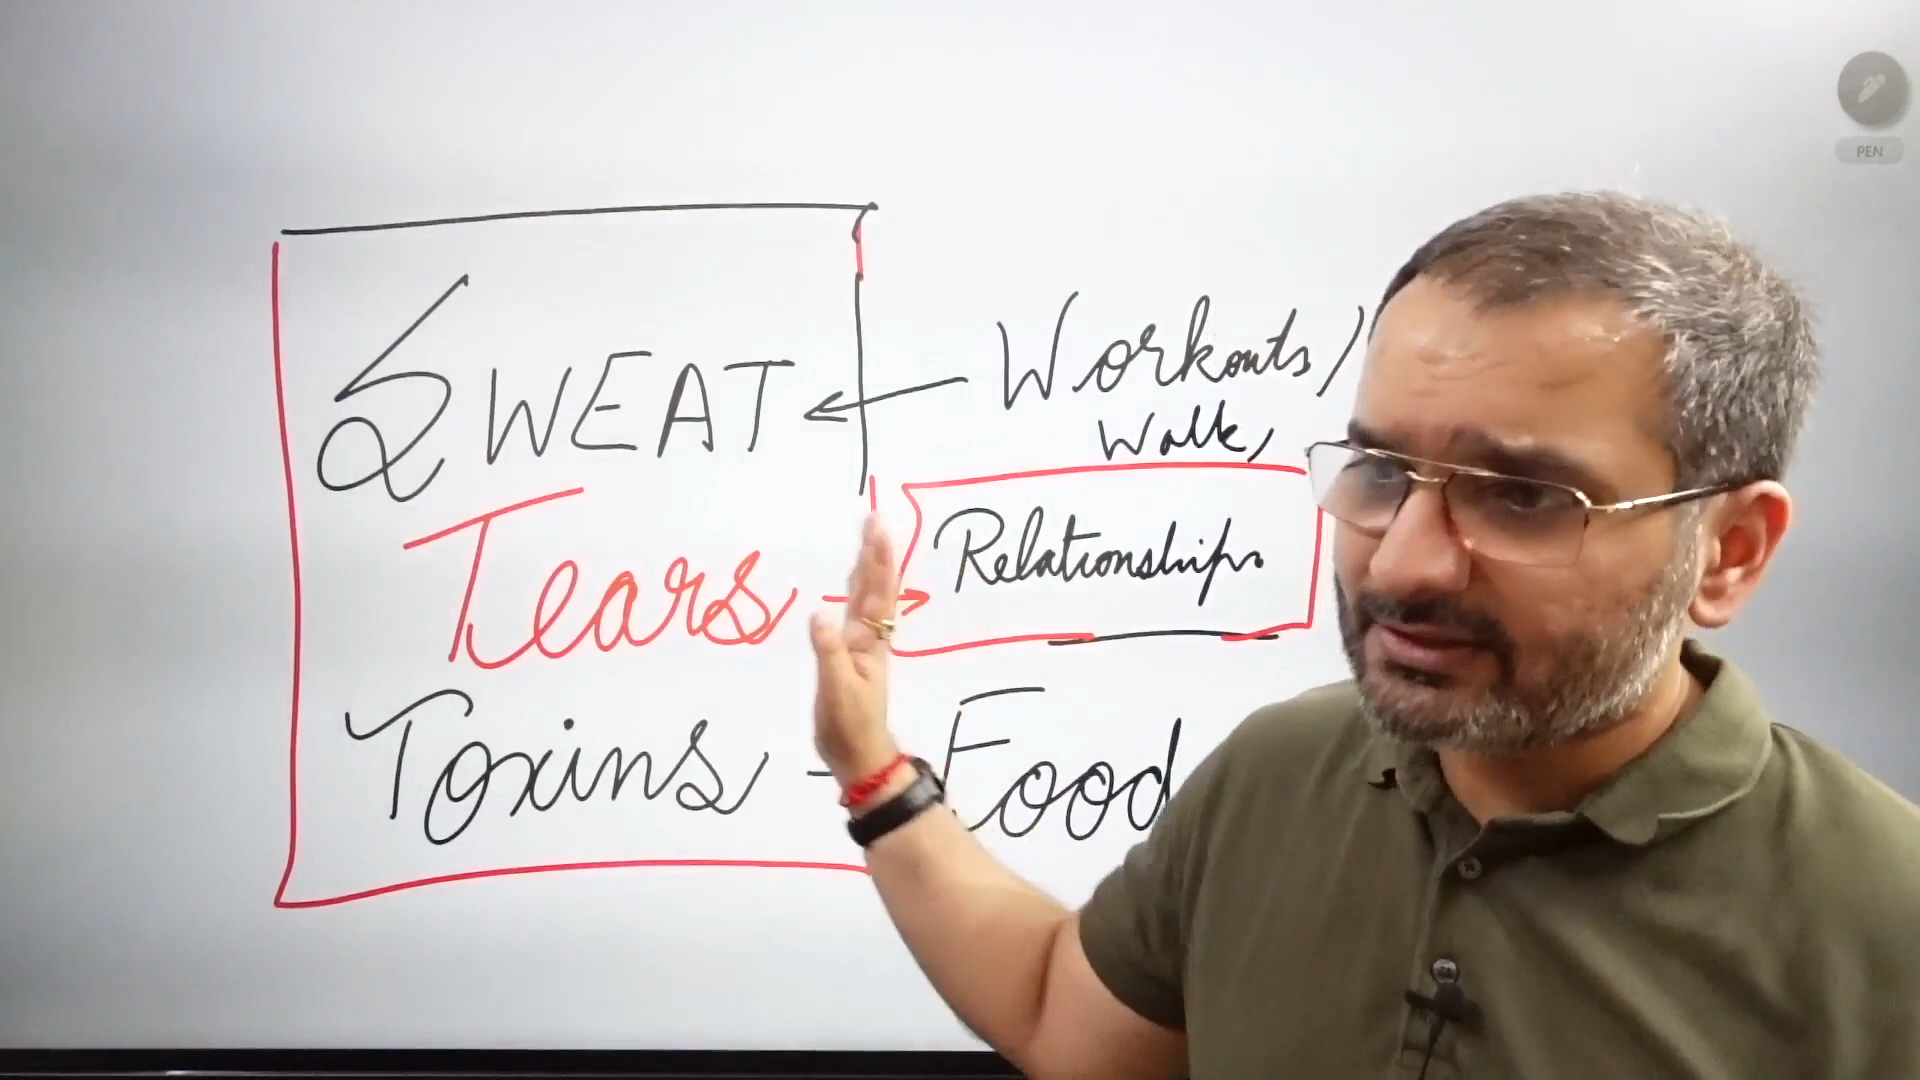 PEN
SWEAT ← Workouts/
Walk,
Tears → Relationships
Toxins - Food